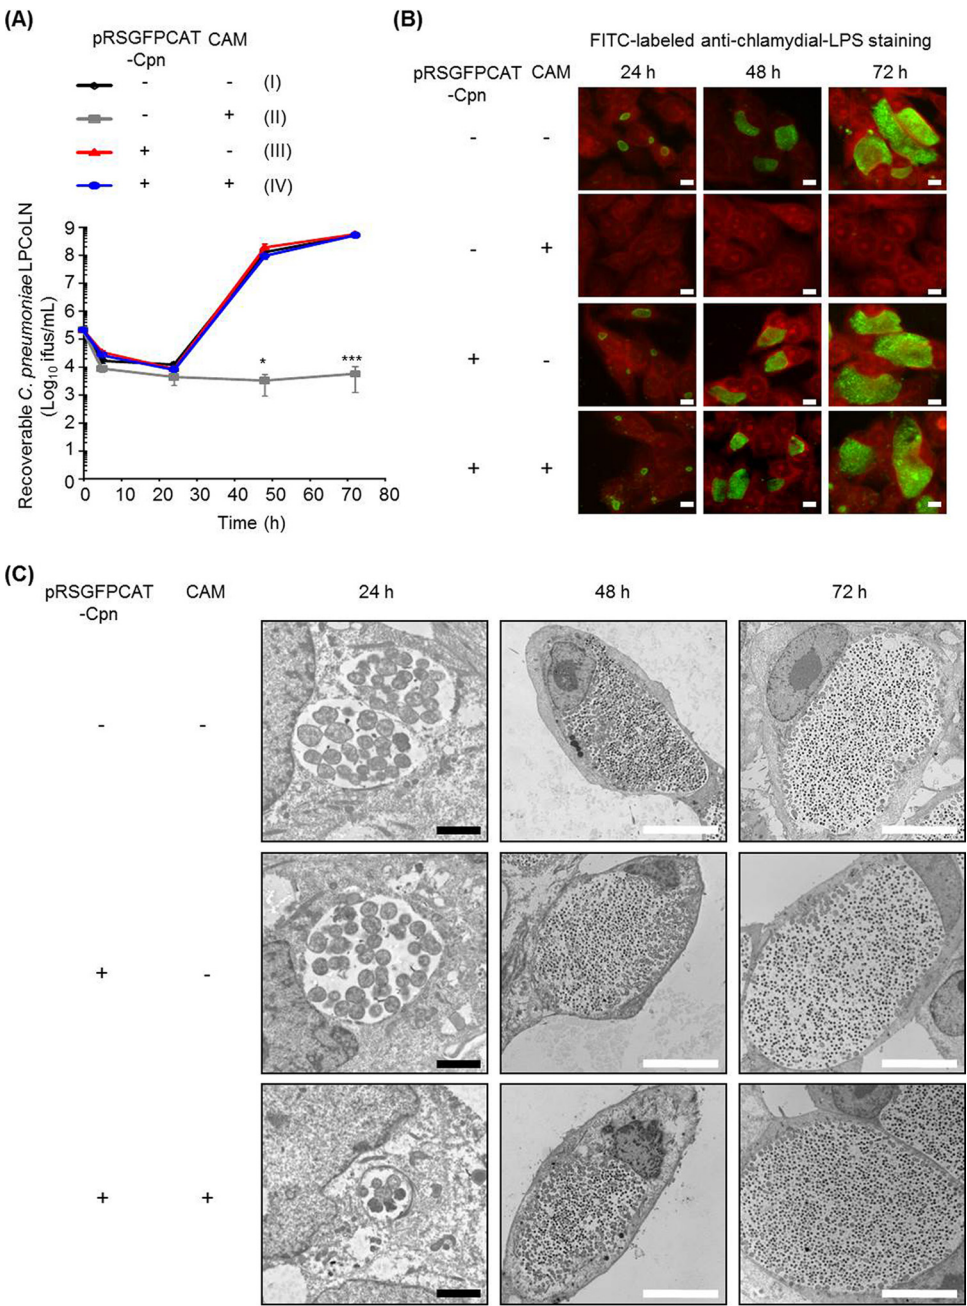 (A)
pRSGFPCAT CAM
-Cpn
- - (I)
- + (II)
+ - (III)
+ + (IV)
Recoverable C. pneumoniae LPCoLN
(Log10 ifus/mL)
9
8
7
6
5
4
3
2
1
0
* ***
0 10 20 30 40 50 60 70 80
Time (h)
(B)
FITC-labeled anti-chlamydial-LPS staining
pRSGFPCAT CAM 24 h 48 h 72 h
-Cpn
- -
- +
+ -
+ +
(C)
pRSGFPCAT CAM 24 h 48 h 72 h
-Cpn
- -
+ -
+ +